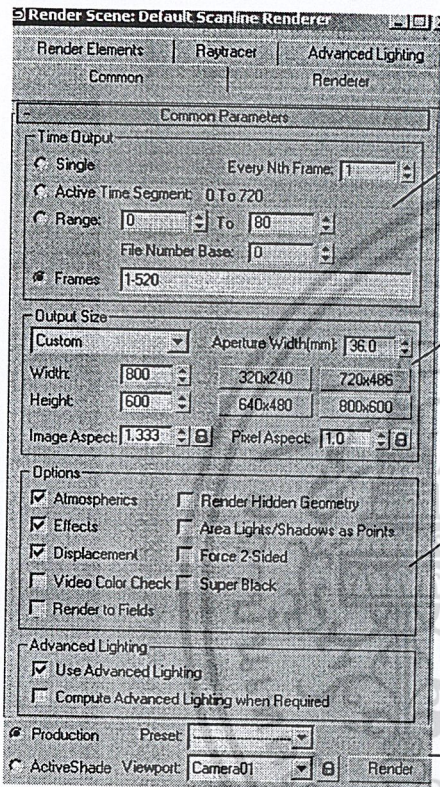 Render Scene: Default Scanline Renderer
Render Elements Raytracer Advanced Lighting
Common Renderer
Common Parameters
Time Output
Single Every Nth Frame: 1
Active Time Segment: 0 To 720
Range: 0 To 80
File Number Base: 0
Frames 1-520
Output Size
Custom Aperture Width(mm): 36.0
Width: 800 320x240 720x486
Height: 600 640x480 800x600
Image Aspect: 1.333 Pixel Aspect: 1.0
Options
Atmospherics Render Hidden Geometry
Effects Area Lights/Shadows as Points
Displacement Force 2-Sided
Video Color Check Super Black
Render to Fields
Advanced Lighting
Use Advanced Lighting
Compute Advanced Lighting when Required
Production Preset: -----------------
ActiveShade Viewport: Camera01 Render